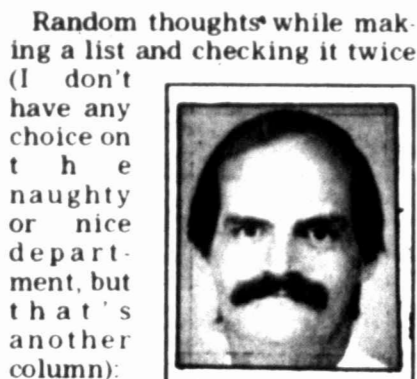 Random thoughts while mak-
ing a list and checking it twice
(I don't
have any
choice on
t h e
naughty
or nice
depart-
ment, but
that's
another
column):